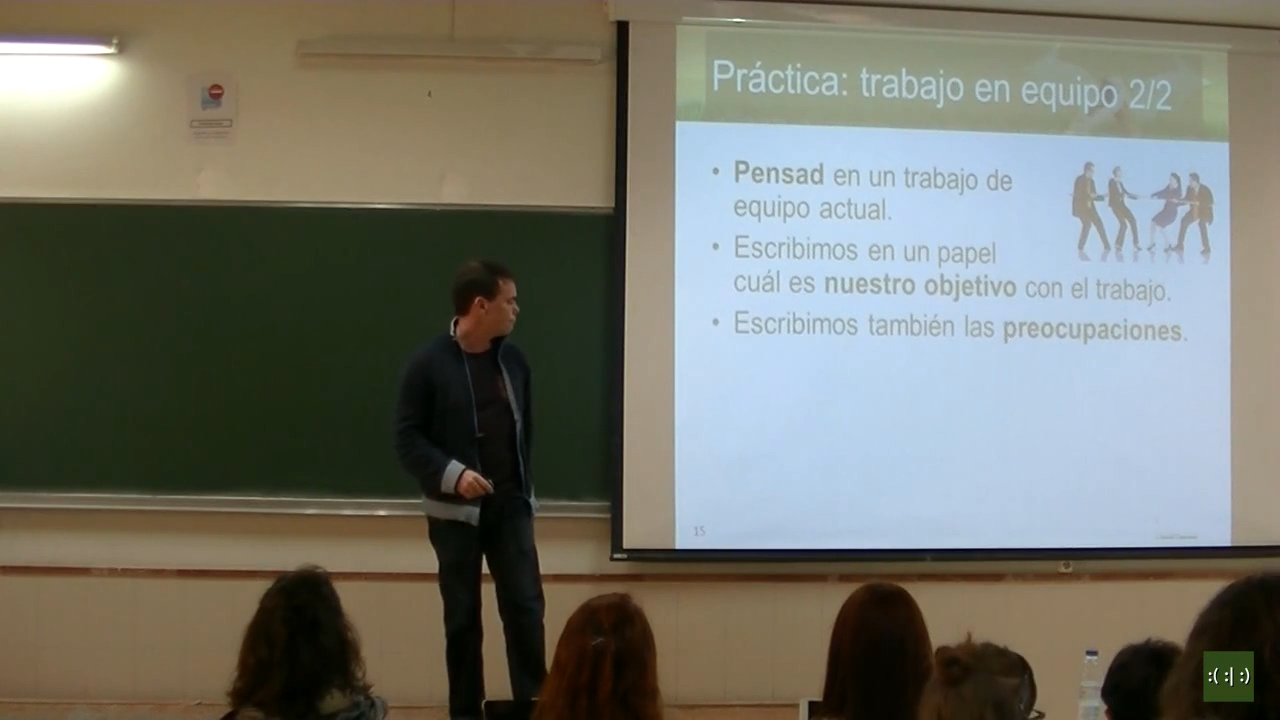 Práctica: trabajo en equipo 2/2
• Pensad en un trabajo de
equipo actual.
• Escribimos en un papel
cuál es nuestro objetivo con el trabajo.
• Escribimos también las preocupaciones.
15
:( :| :)